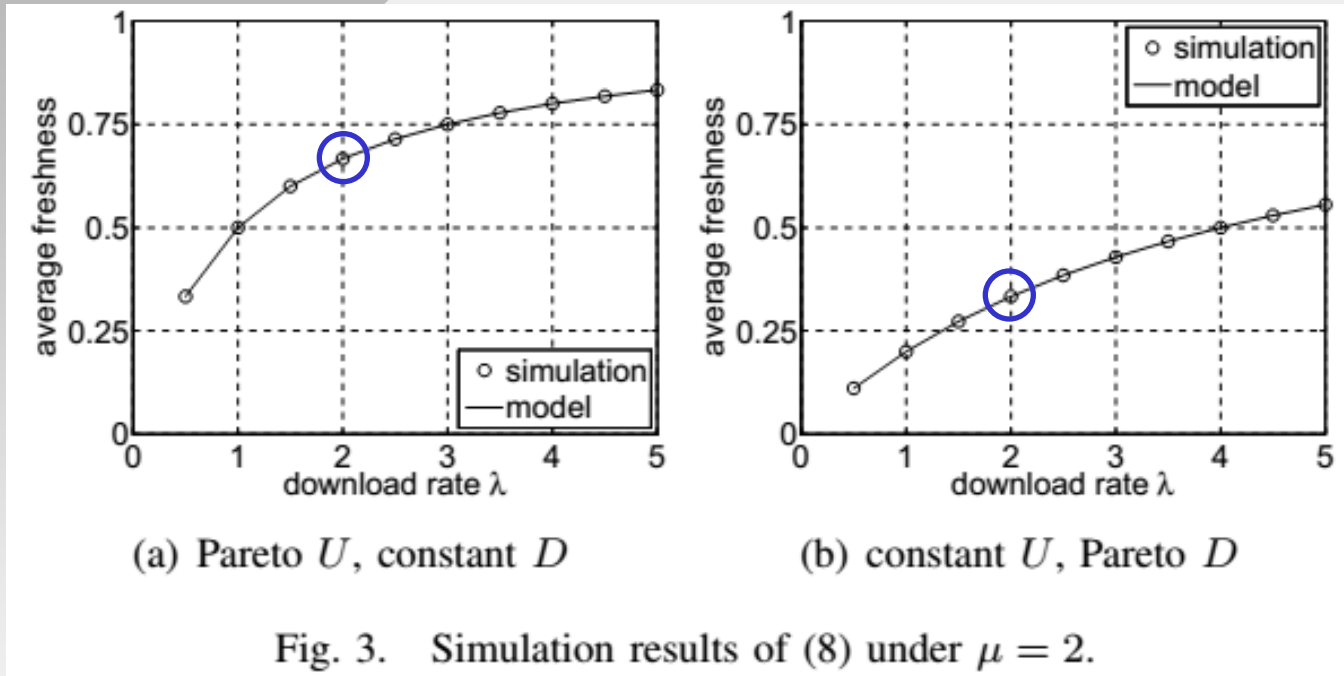 1
0.75
0.5
0.25
0
average freshness
0 1 2 3 4 5
download rate λ
simulation
model
(a) Pareto U, constant D
1
0.75
0.5
0.25
0
average freshness
0 1 2 3 4 5
download rate λ
simulation
model
(b) constant U, Pareto D
Fig. 3. Simulation results of (8) under μ = 2.